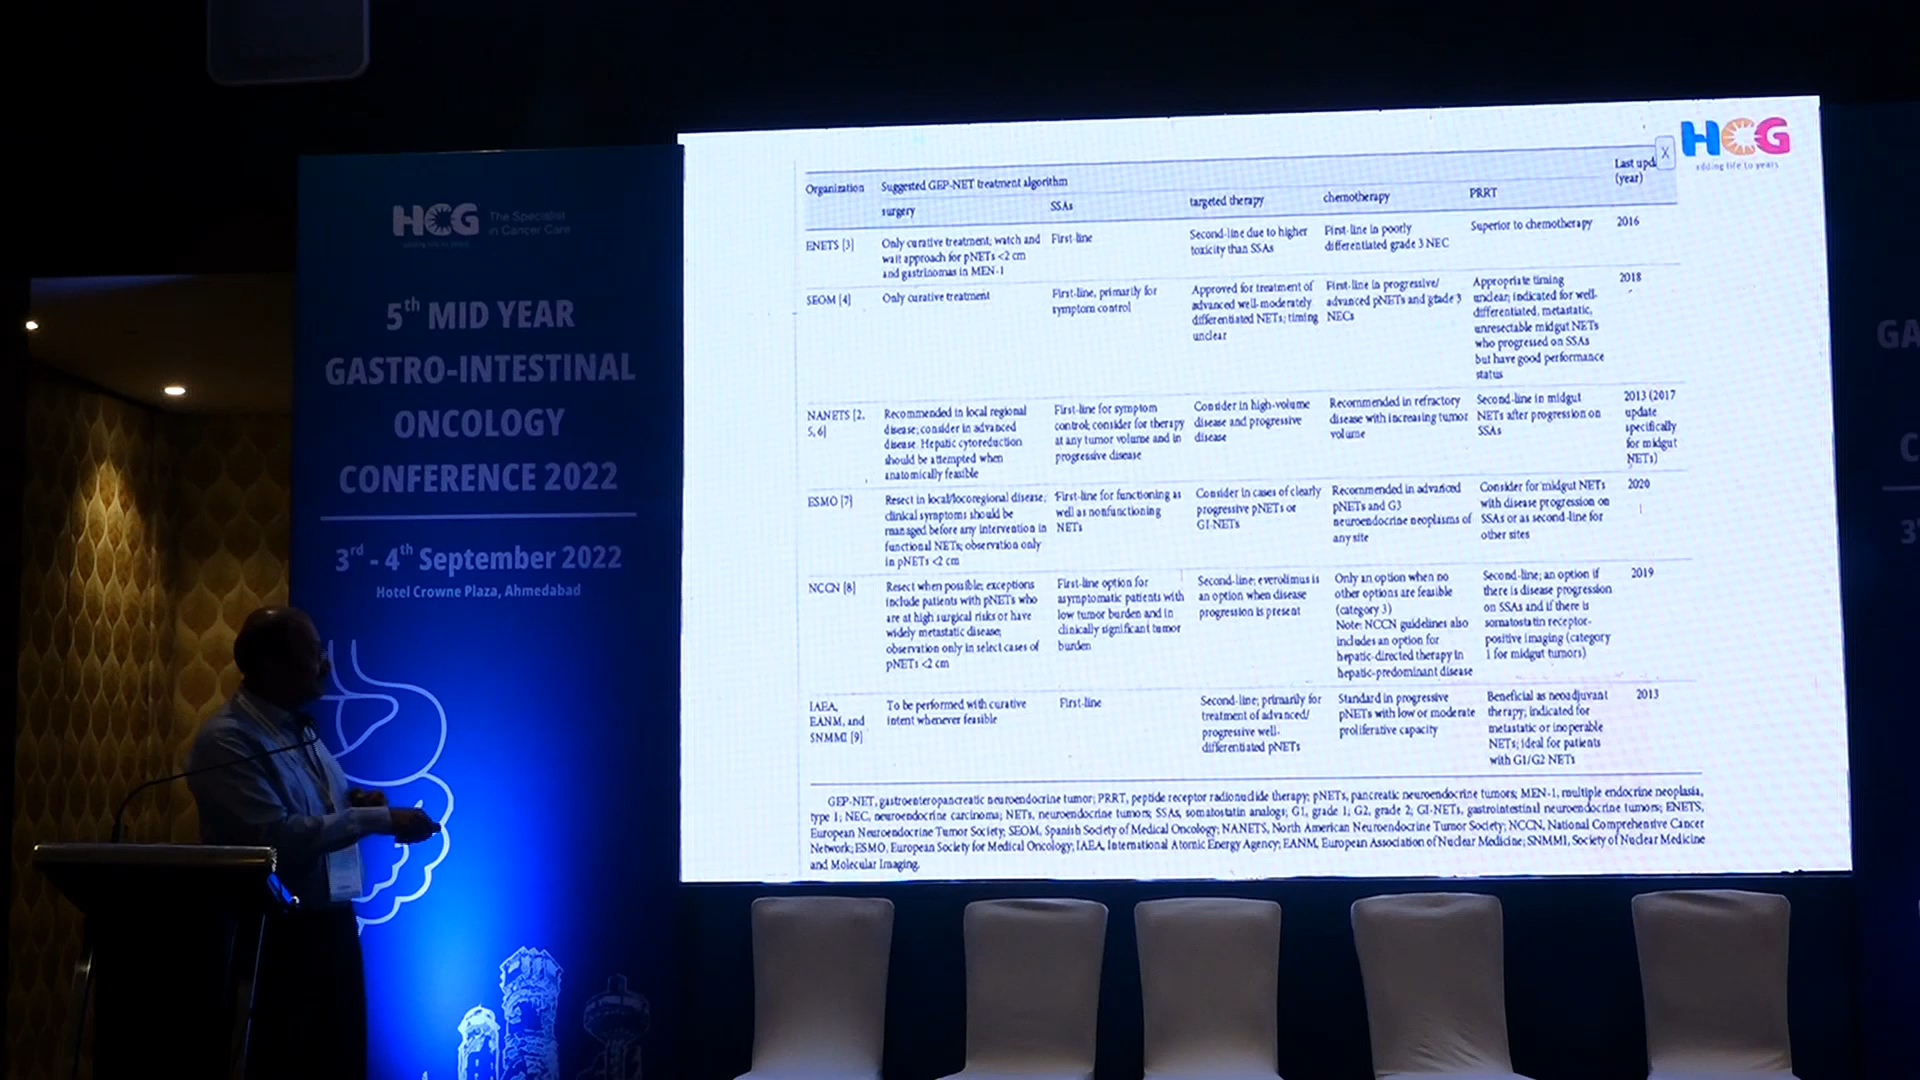 HCG The Specialist
in Cancer Care
adding life to years
5th MID YEAR
GASTRO-INTESTINAL
ONCOLOGY
CONFERENCE 2022
3rd - 4th September 2022
Hotel Crowne Plaza, Ahmedabad
HCG
adding life to years
X
Organization
Suggested GEP-NET treatment algorithm
Last upd
(year)
surgery
SSAs
targeted therapy
chemotherapy
PRRT
ENETS [3]
Only curative treatment; watch and
wait approach for pNETs <2 cm
and gastrinomas in MEN-1
First-line
Second-line due to higher
toxicity than SSAs
First-line in poorly
differentiated grade 3 NEC
Superior to chemotherapy
2016
SEOM [4]
Only curative treatment
First-line, primarily for
symptom control
Approved for treatment of
advanced well-moderately
differentiated NETs; timing
unclear
First-line in progressive/
advanced pNETs and grade 3
NECs
Appropriate timing
unclear; indicated for well-
differentiated, metastatic,
unresectable midgut NETs
who progressed on SSAs
but have good performance
status
2018
NANETS [2,
5, 6]
Recommended in local regional
disease; consider in advanced
disease. Hepatic cytoreduction
should be attempted when
anatomically feasible
First-line for symptom
control; consider for therapy
at any tumor volume and in
progressive disease
Consider in high-volume
disease and progressive
disease
Recommended in refractory
disease with increasing tumor
volume
Second-line in midgut
NETs after progression on
SSAs
2013 (2017
update
specifically
for midgut
NETs)
ESMO [7]
Resect in local/locoregional disease;
clinical symptoms should be
managed before any intervention in
functional NETs; observation only
in pNETs <2 cm
First-line for functioning as
well as nonfunctioning
NETs
Consider in cases of clearly
progressive pNETs or
GI-NETs
Recommended in advanced
pNETs and G3
neuroendocrine neoplasms of
any site
Consider for midgut NETs
with disease progression on
SSAs or as second-line for
other sites
2020
NCCN [8]
Resect when possible; exceptions
include patients with pNETs who
are at high surgical risks or have
widely metastatic disease;
observation only in select cases of
pNETs <2 cm
First-line option for
asymptomatic patients with
low tumor burden and in
clinically significant tumor
burden
Second-line; everolimus is
an option when disease
progression is present
Only an option when no
other options are feasible
(category 3)
Note: NCCN guidelines also
includes an option for
hepatic-directed therapy in
hepatic-predominant disease
Second-line; an option if
there is disease progression
on SSAs and if there is
somatostatin receptor-
positive imaging (category
1 for midgut tumors)
2019
IAEA,
EANM, and
SNMMI [9]
To be performed with curative
intent whenever feasible
First-line
Second-line; primarily for
treatment of advanced/
progressive well-
differentiated pNETs
Standard in progressive
pNETs with low or moderate
proliferative capacity
Beneficial as neoadjuvant
therapy; indicated for
metastatic or inoperable
NETs; ideal for patients
with G1/G2 NETs
2013
GEP-NET, gastroenteropancreatic neuroendocrine tumor; PRRT, peptide receptor radionuclide therapy; pNETs, pancreatic neuroendocrine tumors; MEN-1, multiple endocrine neoplasia,
type 1; NEC, neuroendocrine carcinoma; NETs, neuroendocrine tumors; SSAs, somatostatin analogs; G1, grade 1; G2, grade 2; GI-NETs, gastrointestinal neuroendocrine tumors; ENETS,
European Neuroendocrine Tumor Society; SEOM, Spanish Society of Medical Oncology; NANETS, North American Neuroendocrine Tumor Society; NCCN, National Comprehensive Cancer
Network; ESMO, European Society for Medical Oncology; IAEA, International Atomic Energy Agency; EANM, European Association of Nuclear Medicine; SNMMI, Society of Nuclear Medicine
and Molecular Imaging.
GA
C
3